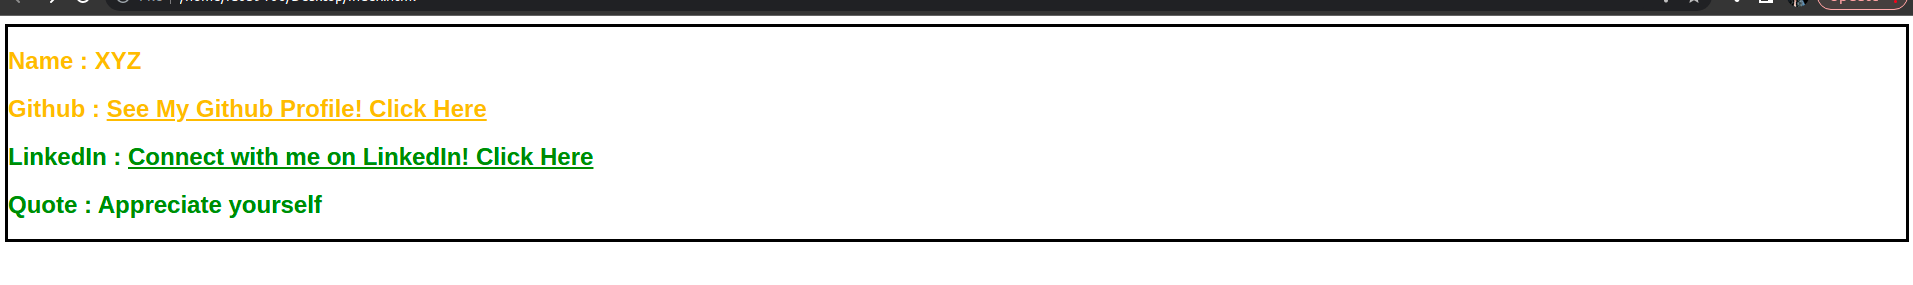 Name : XYZ
Github : See My Github Profile! Click Here
LinkedIn : Connect with me on LinkedIn! Click Here
Quote : Appreciate yourself